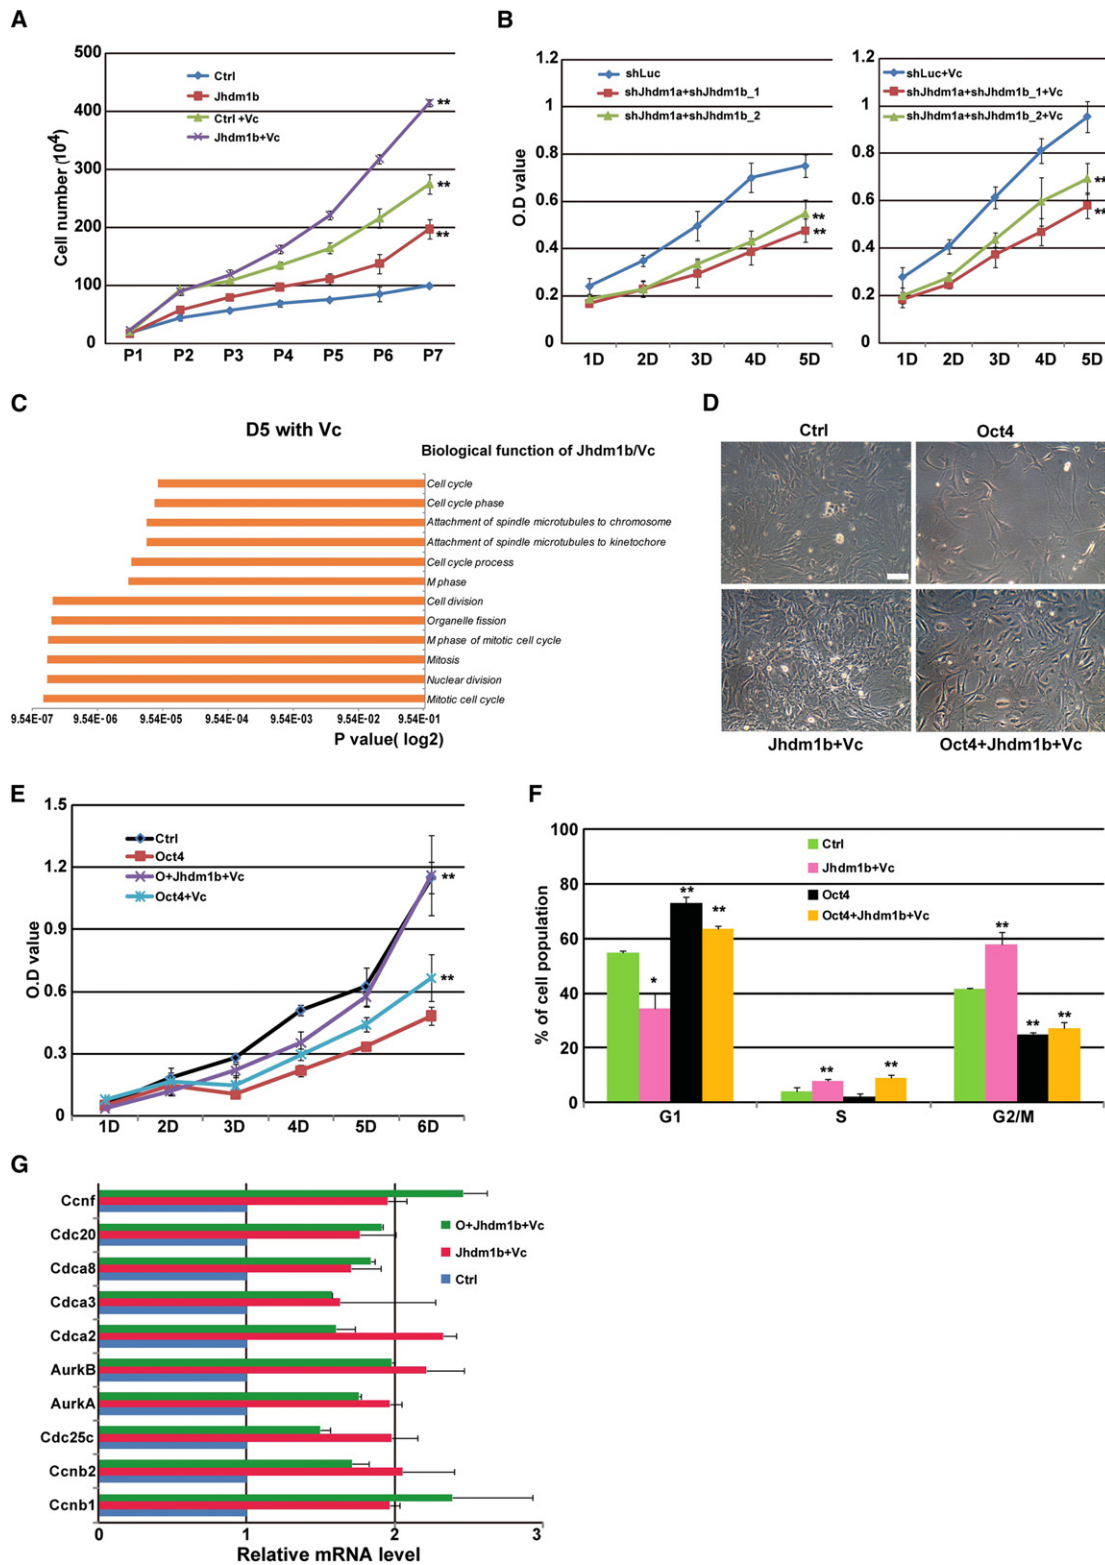 A
500
400
300
200
100
0
Cell number (10⁴)
Ctrl
Jhdm1b
Ctrl +Vc
Jhdm1b+Vc
**
**
**
P1 P2 P3 P4 P5 P6 P7
B
1.2
1
0.8
0.6
0.4
0.2
0
O.D value
shLuc
shJhdm1a+shJhdm1b_1
shJhdm1a+shJhdm1b_2
**
**
1D 2D 3D 4D 5D
1.2
1
0.8
0.6
0.4
0.2
0
shLuc+Vc
shJhdm1a+shJhdm1b_1+Vc
shJhdm1a+shJhdm1b_2+Vc
**
**
1D 2D 3D 4D 5D
C
D5 with Vc
Biological function of Jhdm1b/Vc
Cell cycle
Cell cycle phase
Attachment of spindle microtubules to chromosome
Attachment of spindle microtubules to kinetochore
Cell cycle process
M phase
Cell division
Organelle fission
M phase of mitotic cell cycle
Mitosis
Nuclear division
Mitotic cell cycle
9.54E-07 9.54E-06 9.54E-05 9.54E-04 9.54E-03 9.54E-02 9.54E-01
P value( log2)
D
Ctrl Oct4
Jhdm1b+Vc Oct4+Jhdm1b+Vc
E
1.5
1.2
0.9
0.6
0.3
0
O.D value
Ctrl
Oct4
O+Jhdm1b+Vc
Oct4+Vc
**
**
1D 2D 3D 4D 5D 6D
F
100
80
60
40
20
0
% of cell population
Ctrl
Jhdm1b+Vc
Oct4
Oct4+Jhdm1b+Vc
* ** **
** **
** ** **
G1 S G2/M
G
Ccnf
Cdc20
Cdca8
Cdca3
Cdca2
AurkB
AurkA
Cdc25c
Ccnb2
Ccnb1
O+Jhdm1b+Vc
Jhdm1b+Vc
Ctrl
0 1 2 3
Relative mRNA level